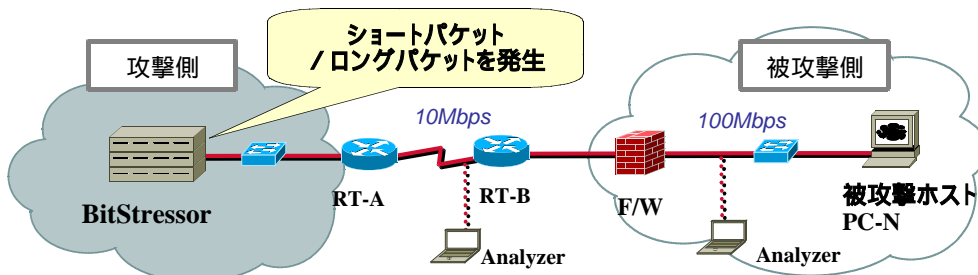 ショートパケット
/ ロングパケットを発生
攻撃側
被攻撃側
10Mbps
100Mbps
BitStressor
RT-A
RT-B
F/W
被攻撃ホスト
PC-N
Analyzer
Analyzer